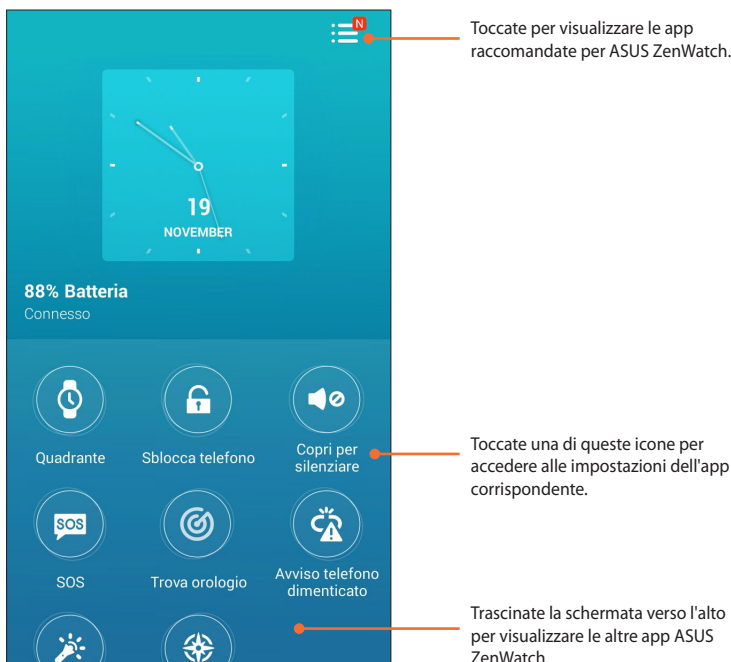 N
Toccate per visualizzare le app
raccomandate per ASUS ZenWatch.
19
NOVEMBER
88% Batteria
Connesso
Quadrante
Sblocca telefono
Copri per
silenziare
Toccate una di queste icone per
accedere alle impostazioni dell'app
corrispondente.
SOS
SOS
Trova orologio
Avviso telefono
dimenticato
Trascinate la schermata verso l'alto
per visualizzare le altre app ASUS
ZenWatch.